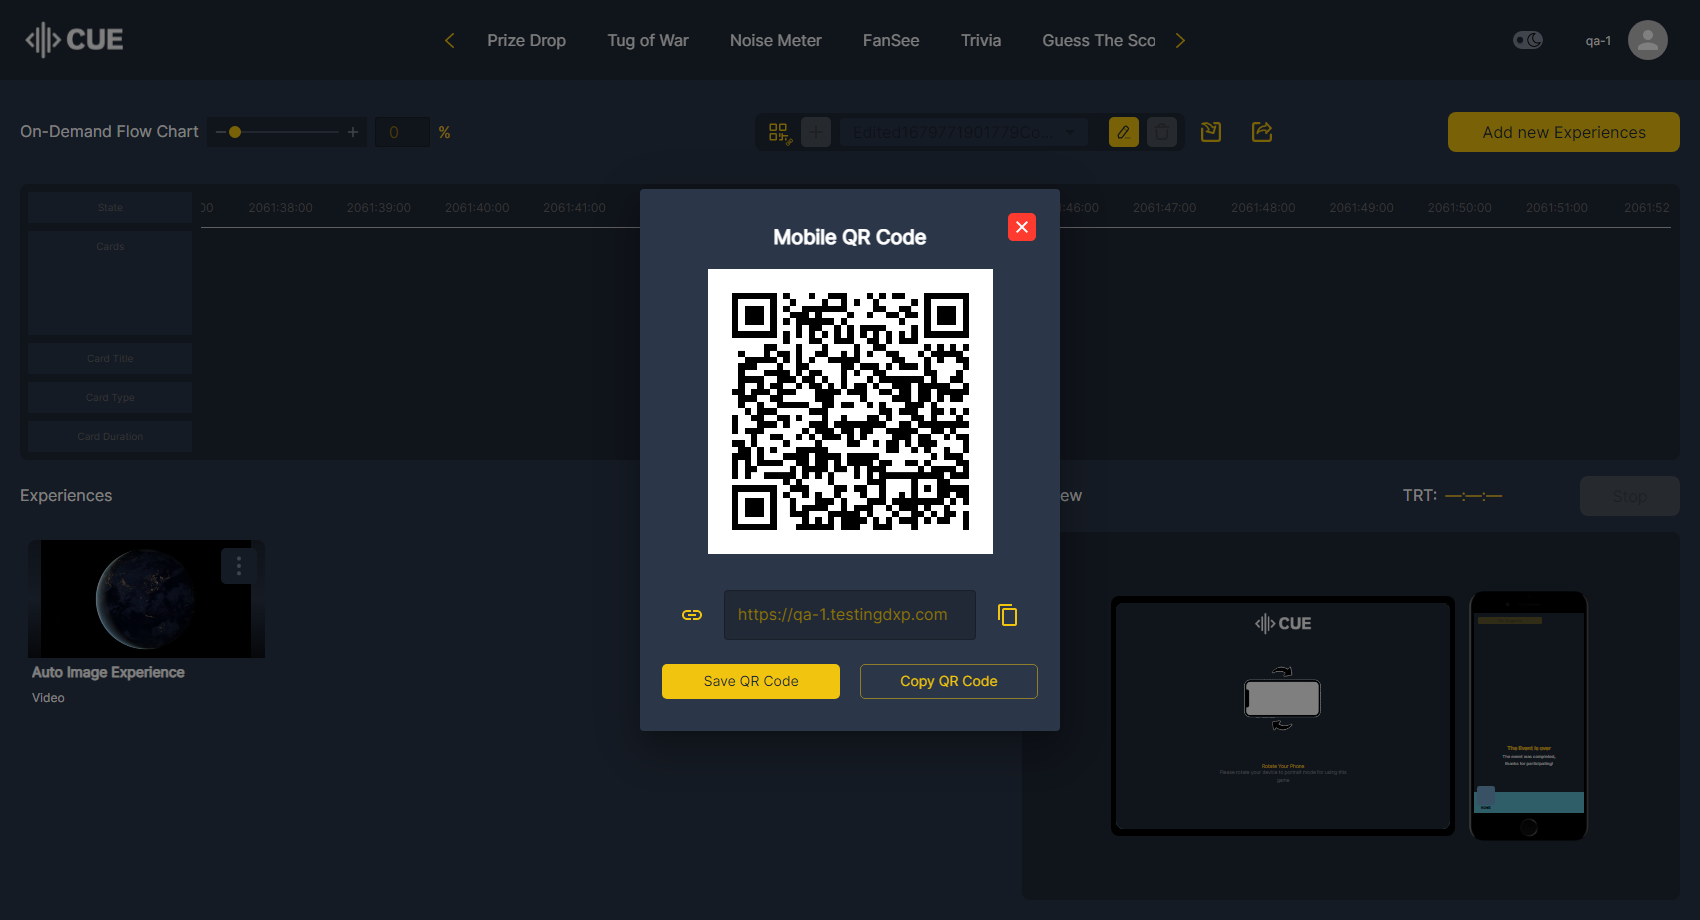 CUE
Prize Drop
Tug of War
Noise Meter
FanSee
Trivia
Guess The Sco
qa-1
On-Demand Flow Chart
0
%
Edited1679771901779Co...
Add new Experiences
State
00
2061:38:00
2061:39:00
2061:40:00
2061:41:00
:46:00
2061:47:00
2061:48:00
2061:49:00
2061:50:00
2061:51:00
2061:52
Cards
Card Title
Card Type
Card Duration
Mobile QR Code
https://qa-1.testingdxp.com
Save QR Code
Copy QR Code
Experiences
Auto Image Experience
Video
ew
TRT: --:--:--
Stop
CUE
Rotate Your Phone
Please rotate your device to portrait mode for using this
game
The Event is over
The event was completed,
thanks for participating!